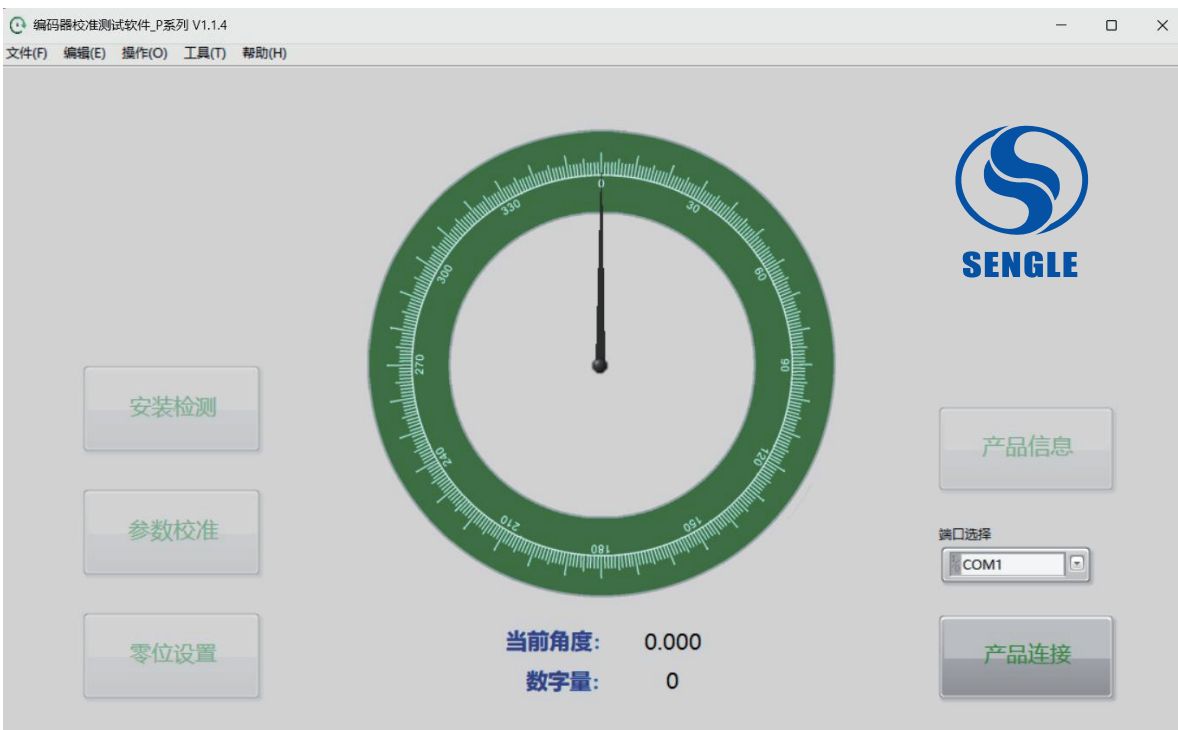 编码器校准测试软件_P系列 V1.1.4
文件(F) 编辑(E) 操作(O) 工具(T) 帮助(H)
0
30
60
90
120
150
180
210
240
270
300
330
SENGLE
安装检测
参数校准
零位设置
当前角度: 0.000
数字量: 0
产品信息
端口选择
COM1
产品连接